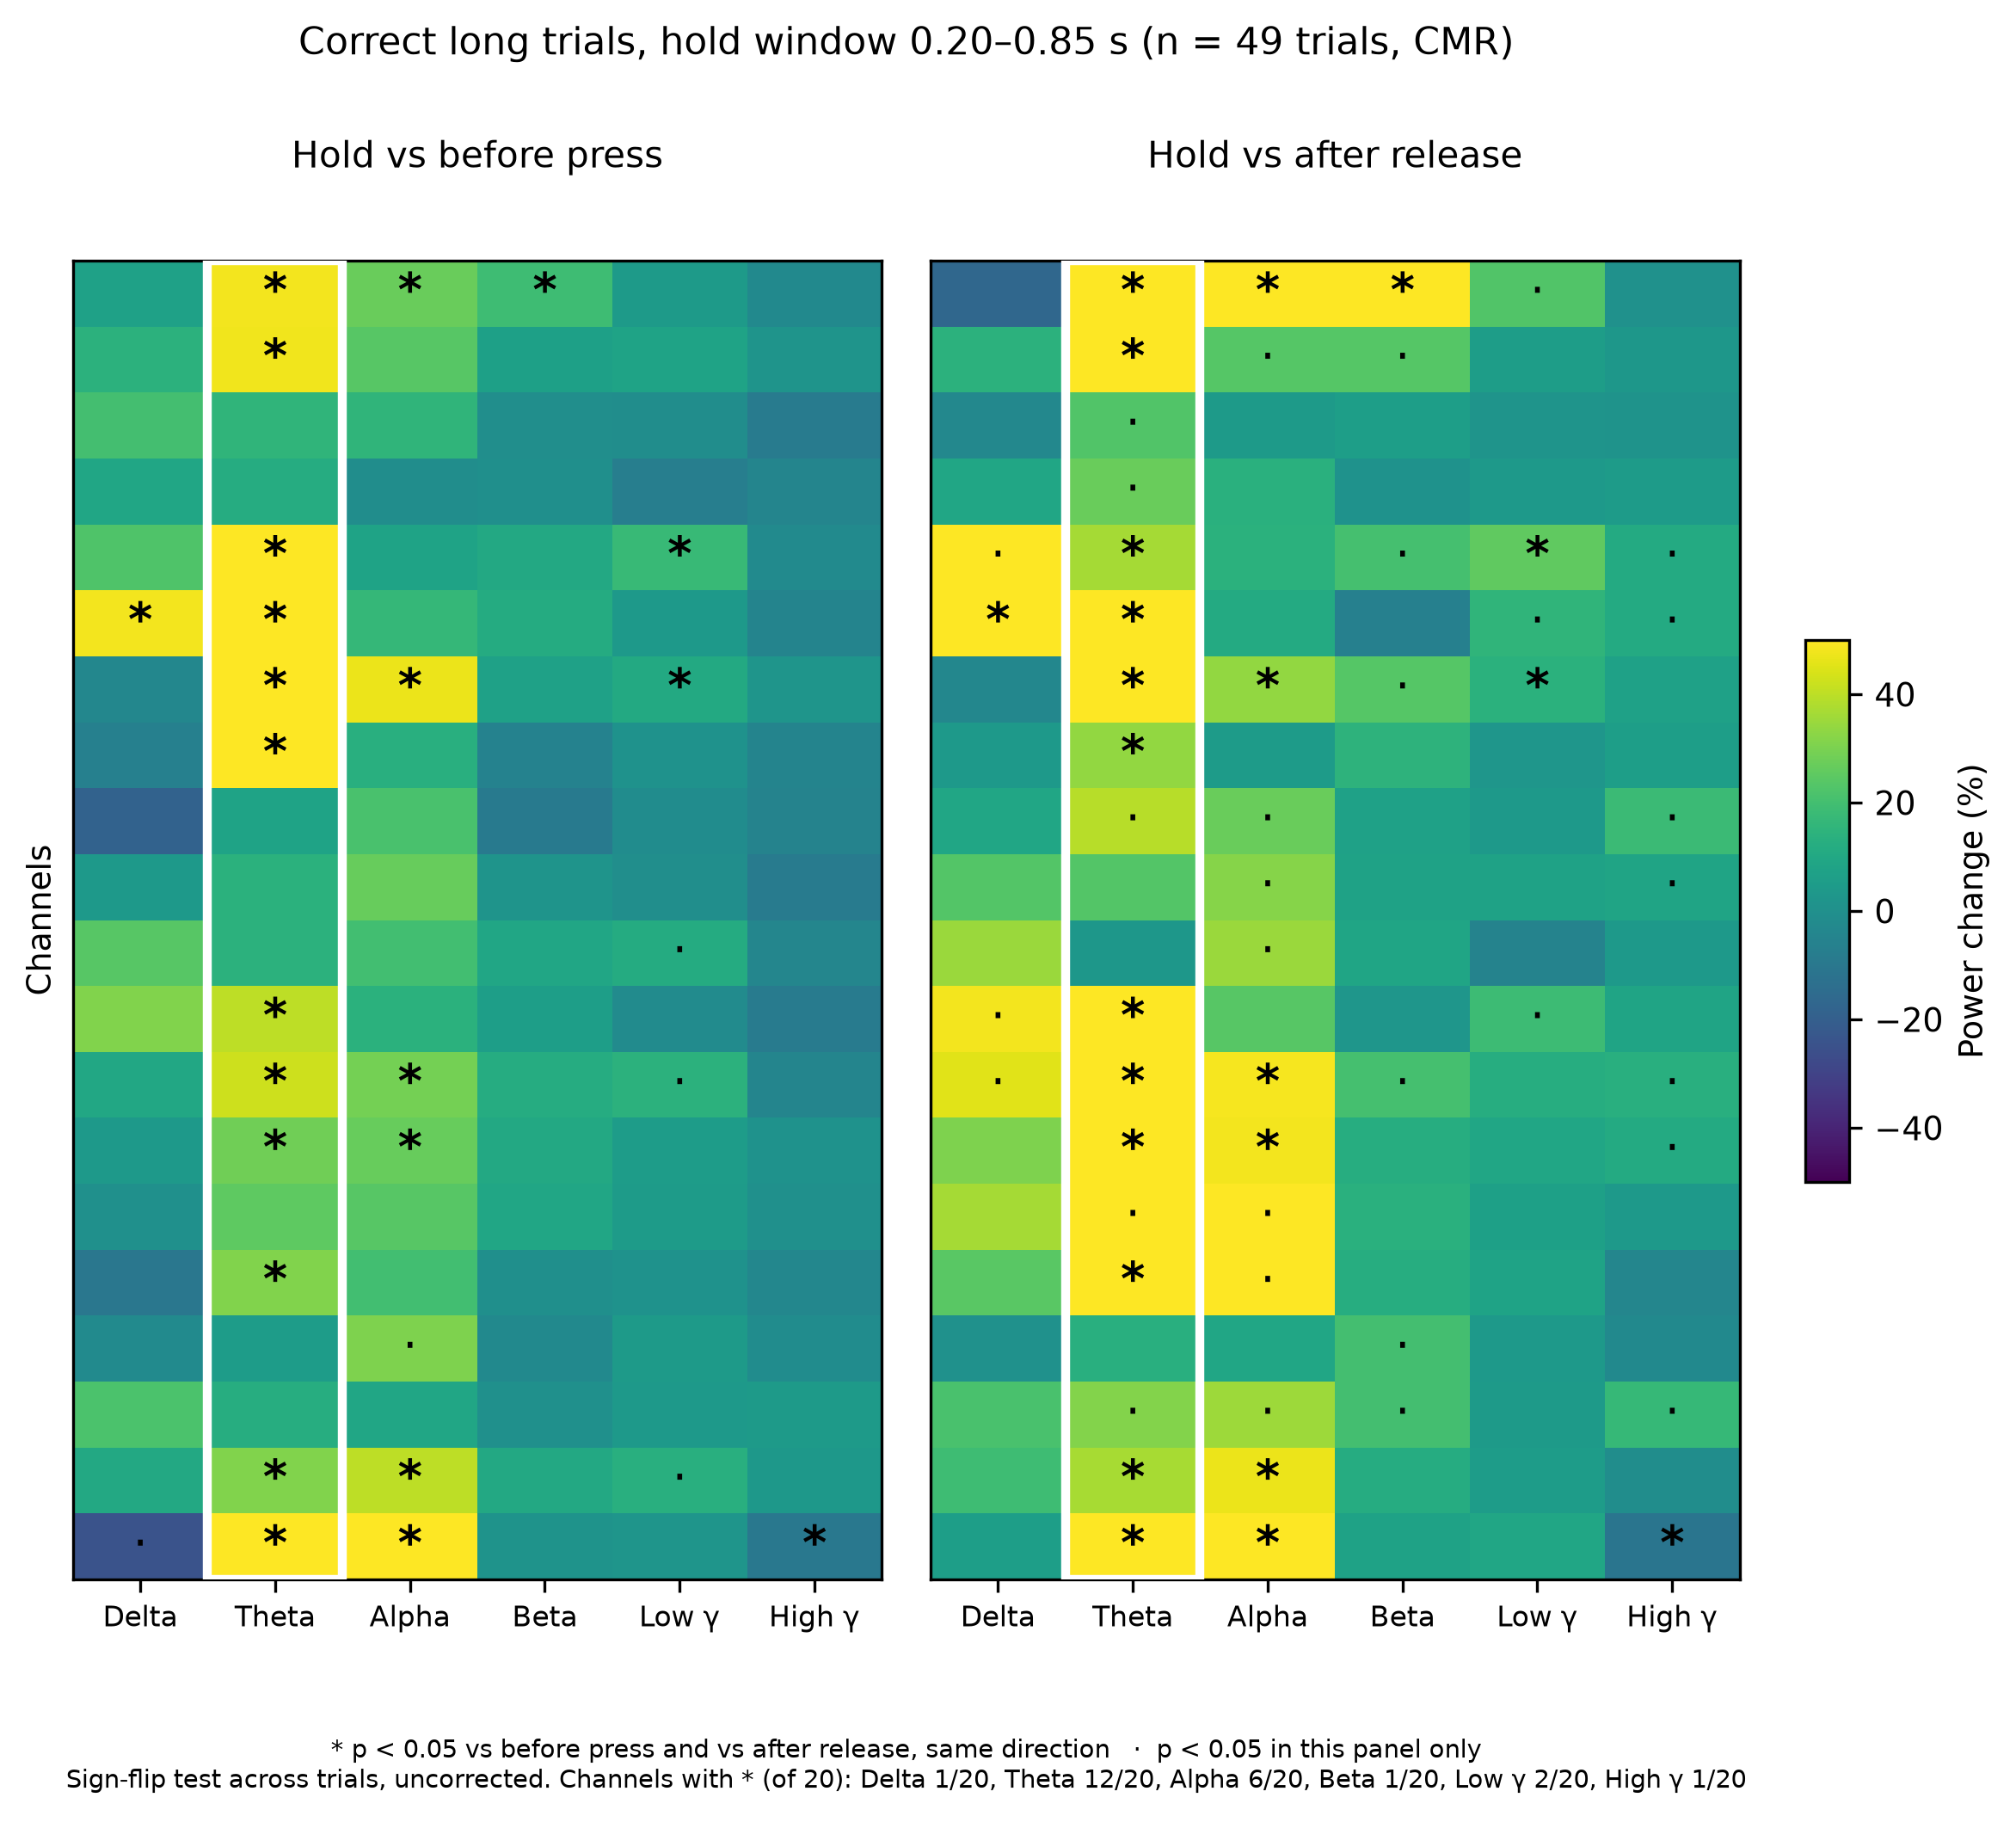 Correct long trials, hold window 0.20–0.85 s (n = 49 trials, CMR)
Hold vs before press
Hold vs after release
Channels
* * * * * * ·
* * · ·
·
·
* * · * · * ·
* * * * · ·
* * * * * · *
* *
· · ·
· ·
· ·
* · * ·
* * · · * * · ·
* * * * ·
· ·
* * ·
· ·
· · · ·
* * · * *
· * * * * * *
40
20
0
−20
−40
Power change (%)
Delta Theta Alpha Beta Low γ High γ
Delta Theta Alpha Beta Low γ High γ
* p < 0.05 vs before press and vs after release, same direction · p < 0.05 in this panel only
Sign-flip test across trials, uncorrected. Channels with * (of 20): Delta 1/20, Theta 12/20, Alpha 6/20, Beta 1/20, Low γ 2/20, High γ 1/20